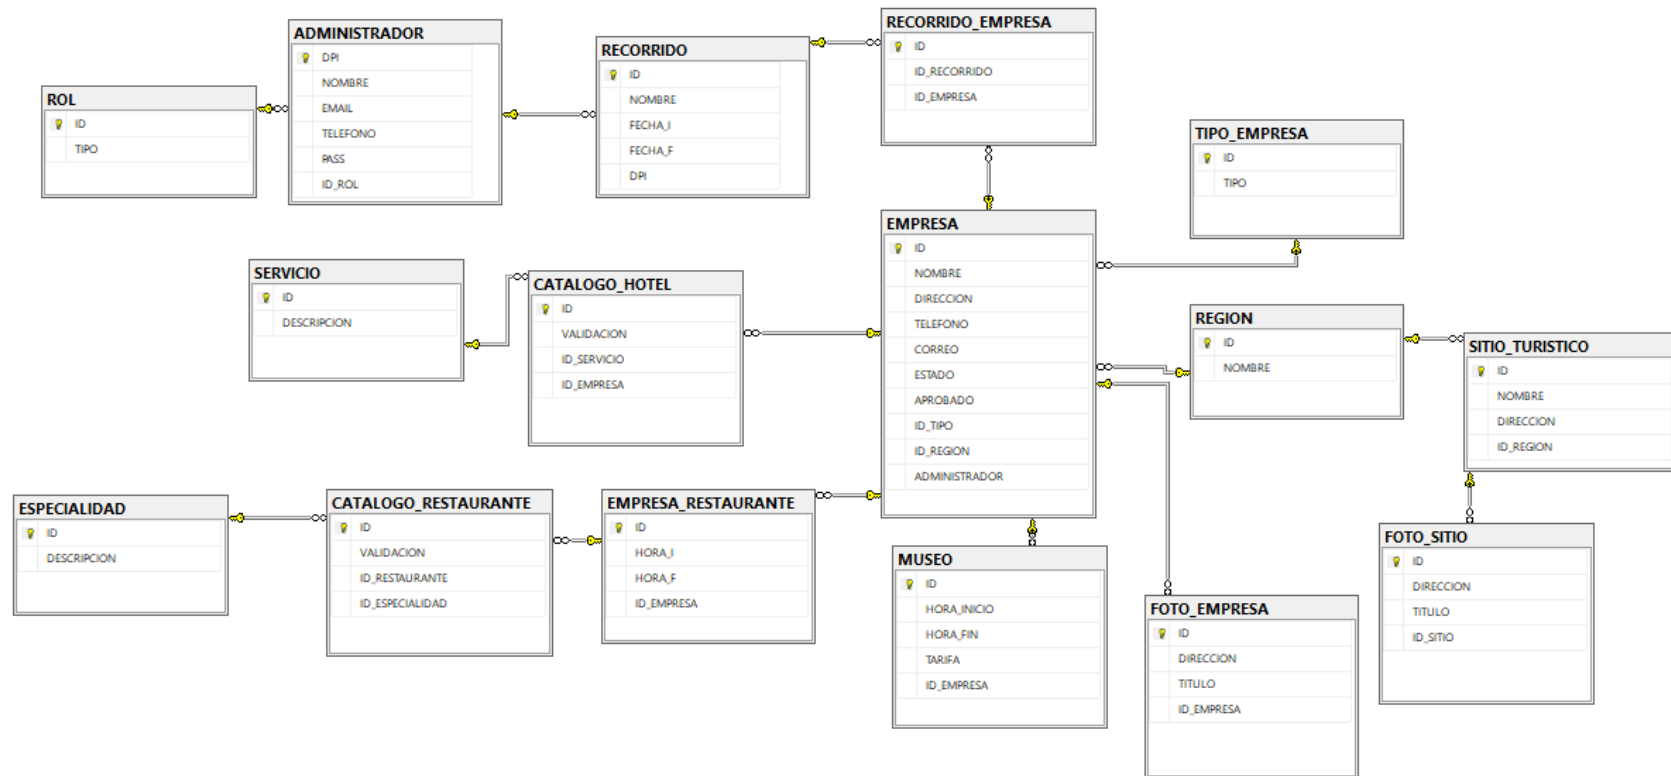 ROL
ID
TIPO
ADMINISTRADOR
DPI
NOMBRE
EMAIL
TELEFONO
PASS
ID_ROL
RECORRIDO
ID
NOMBRE
FECHA_I
FECHA_F
DPI
RECORRIDO_EMPRESA
ID
ID_RECORRIDO
ID_EMPRESA
TIPO_EMPRESA
ID
TIPO
EMPRESA
ID
NOMBRE
DIRECCION
TELEFONO
CORREO
ESTADO
APROBADO
ID_TIPO
ID_REGION
ADMINISTRADOR
SERVICIO
ID
DESCRIPCION
CATALOGO_HOTEL
ID
VALIDACION
ID_SERVICIO
ID_EMPRESA
REGION
ID
NOMBRE
SITIO_TURISTICO
ID
NOMBRE
DIRECCION
ID_REGION
ESPECIALIDAD
ID
DESCRIPCION
CATALOGO_RESTAURANTE
ID
VALIDACION
ID_RESTAURANTE
ID_ESPECIALIDAD
EMPRESA_RESTAURANTE
ID
HORA_I
HORA_F
ID_EMPRESA
MUSEO
ID
HORA_INICIO
HORA_FIN
TARIFA
ID_EMPRESA
FOTO_EMPRESA
ID
DIRECCION
TITULO
ID_EMPRESA
FOTO_SITIO
ID
DIRECCION
TITULO
ID_SITIO